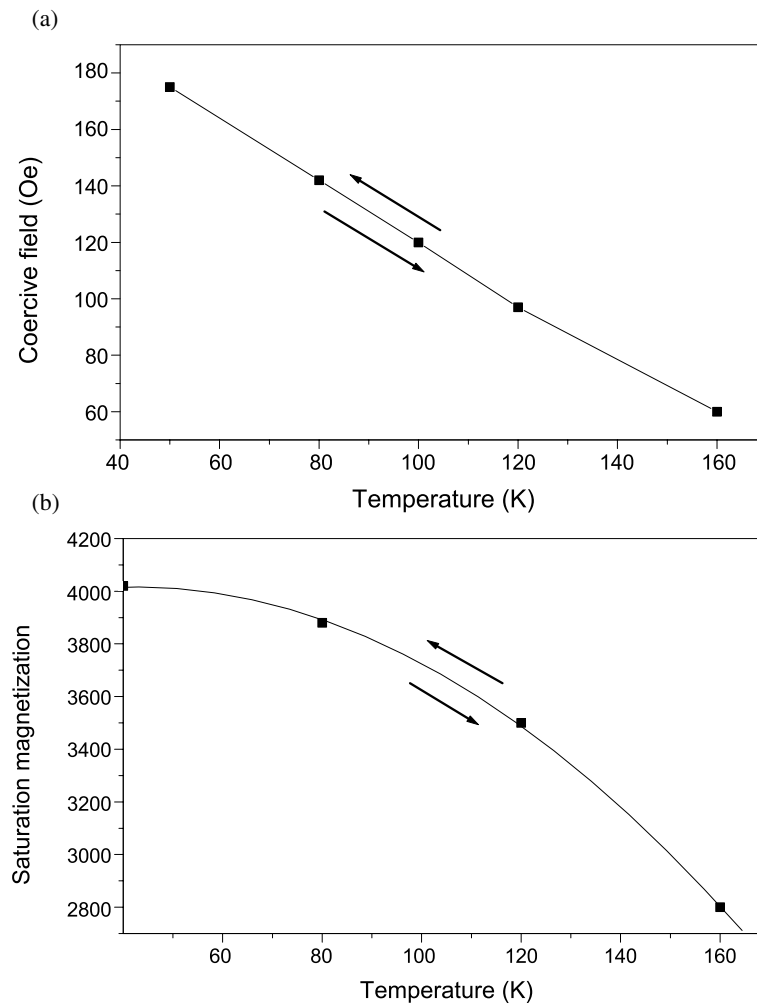 (a)
180
160
140
120
100
80
60
Coercive field (Oe)
40 60 80 100 120 140 160
Temperature (K)
(b)
4200
4000
3800
3600
3400
3200
3000
2800
Saturation magnetization
60 80 100 120 140 160
Temperature (K)